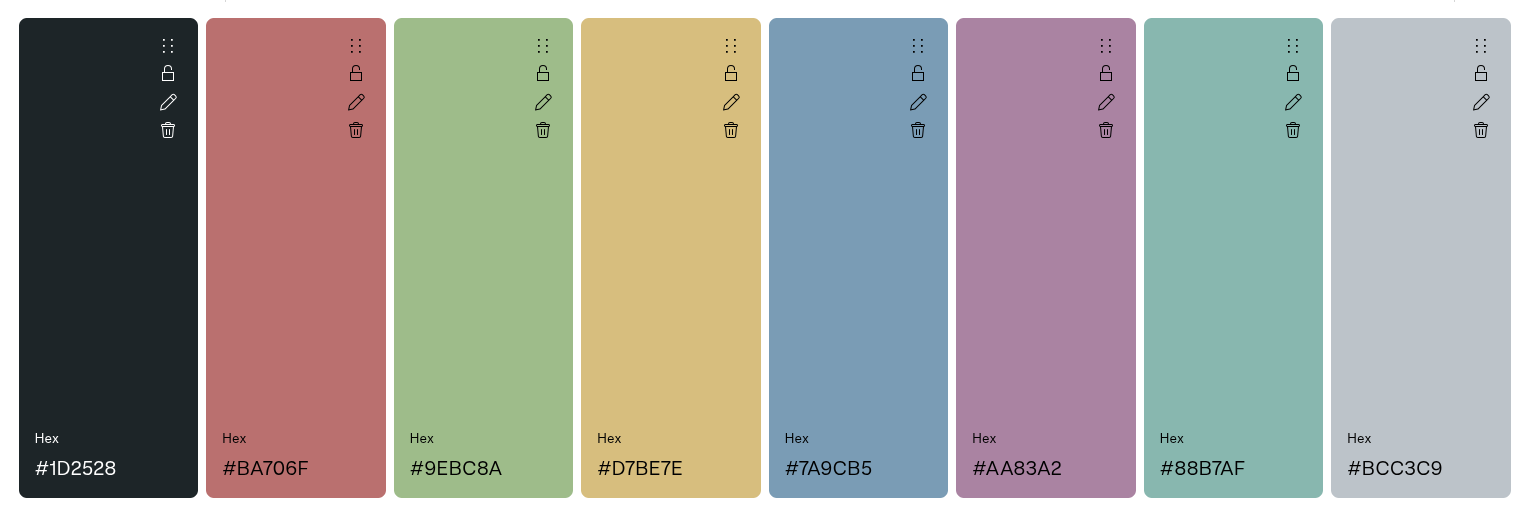 Hex
#1D2528
Hex
#BA706F
Hex
#9EBC8A
Hex
#D7BE7E
Hex
#7A9CB5
Hex
#AA83A2
Hex
#88B7AF
Hex
#BCC3C9